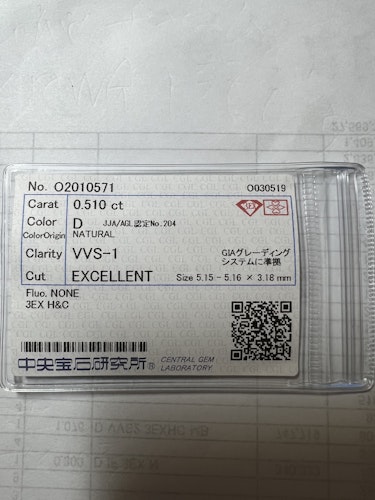 No. O2010571
O030519
Carat 0.510 ct
Color D JJA/AGL認定No.204
ColorOrigin NATURAL
Clarity VVS-1
GIAグレーディング
システムに準拠
Cut EXCELLENT Size 5.15 - 5.16 × 3.18 mm
Fluo. NONE
3EX H&C
中央宝石研究所® CENTRAL GEM
LABORATORY